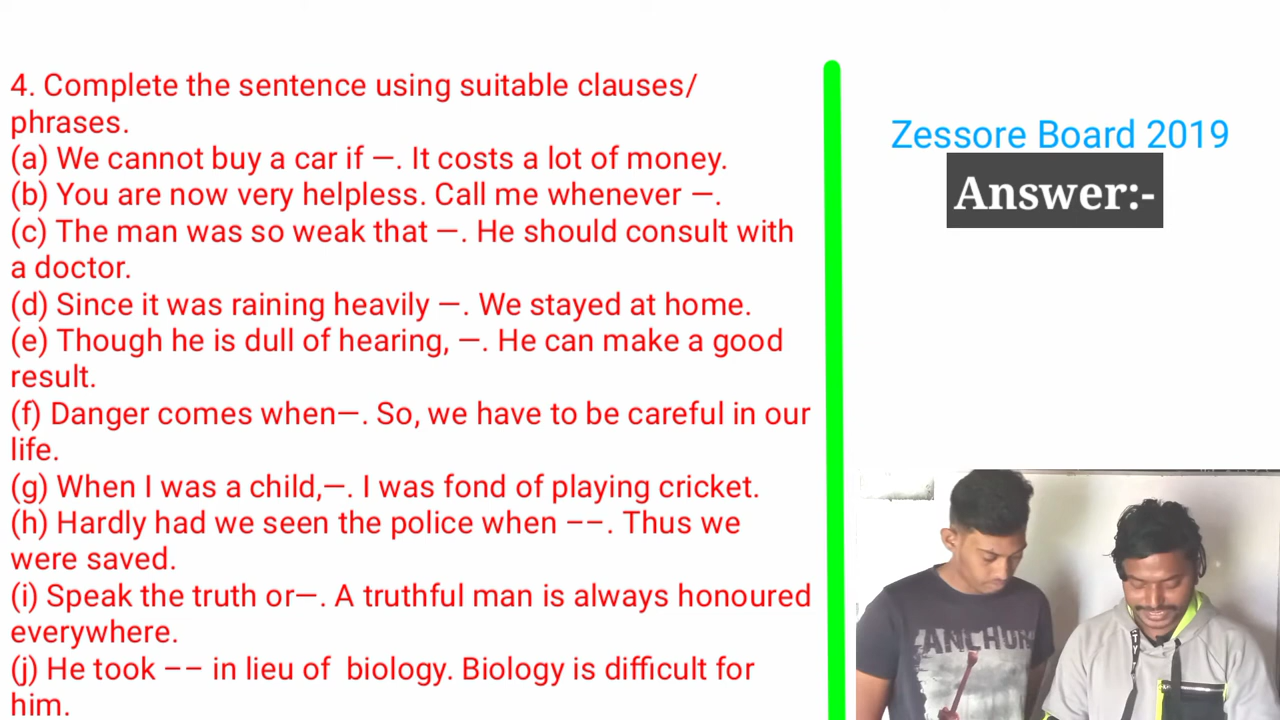 4. Complete the sentence using suitable clauses/
phrases.
(a) We cannot buy a car if —. It costs a lot of money.
(b) You are now very helpless. Call me whenever —.
(c) The man was so weak that —. He should consult with
a doctor.
(d) Since it was raining heavily —. We stayed at home.
(e) Though he is dull of hearing, —. He can make a good
result.
(f) Danger comes when—. So, we have to be careful in our
life.
(g) When I was a child,—. I was fond of playing cricket.
(h) Hardly had we seen the police when ——. Thus we
were saved.
(i) Speak the truth or—. A truthful man is always honoured
everywhere.
(j) He took —— in lieu of biology. Biology is difficult for
him.
Zessore Board 2019
Answer:-